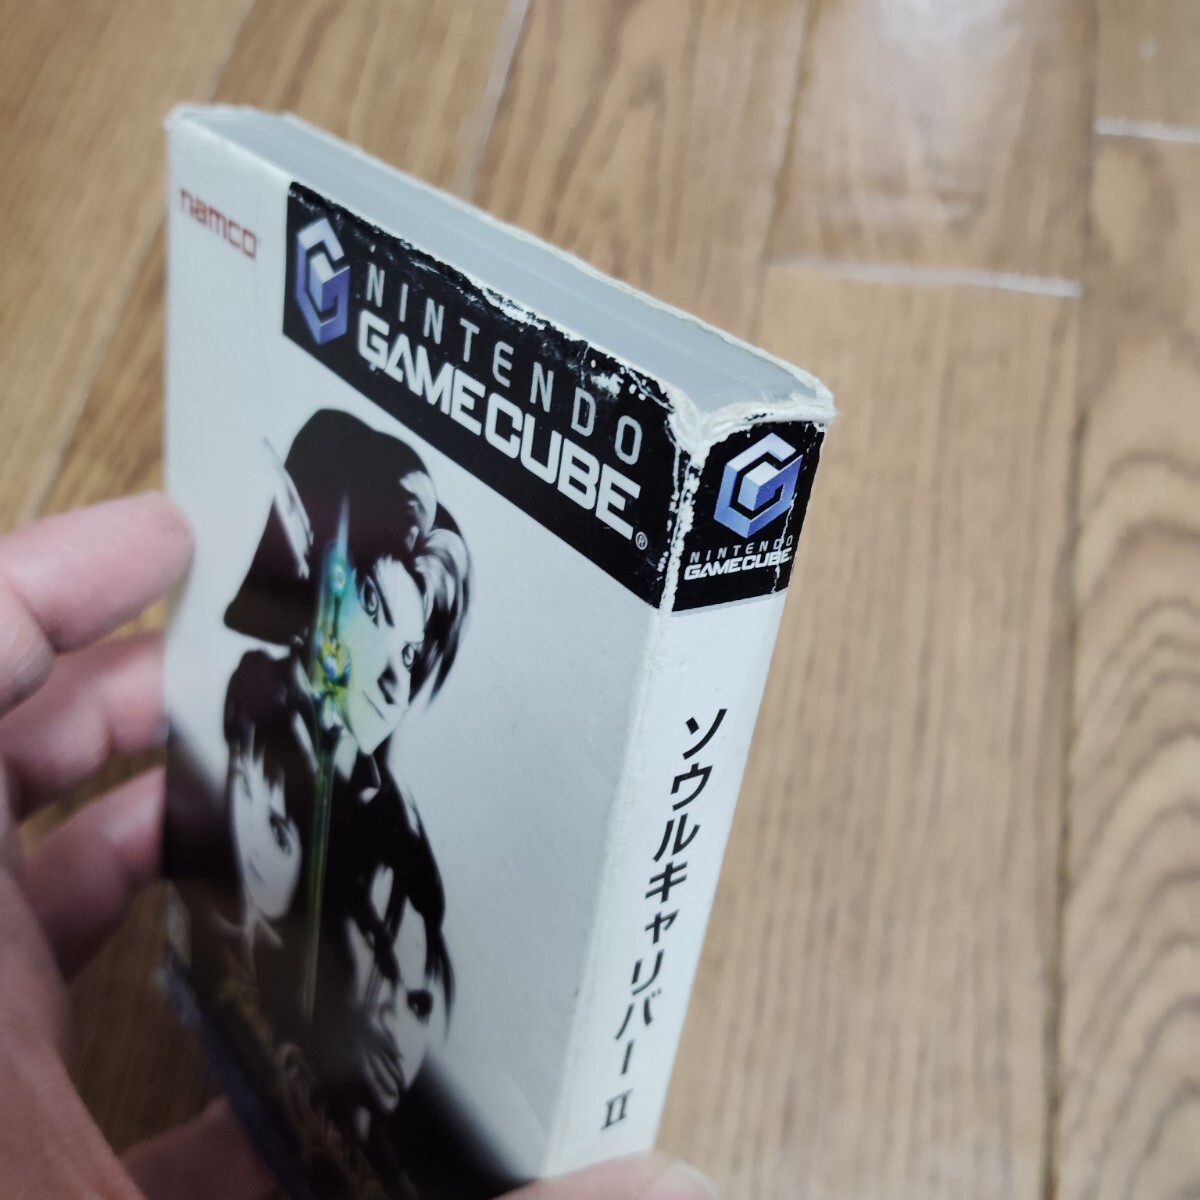 namco
NINTENDO
GAMECUBE®
NINTENDO
GAMECUBE
ソウルキャリバーⅡ